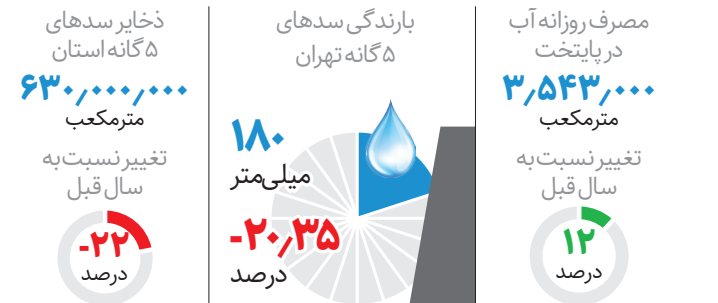 مصرف روزانه آب
در پایتخت
۳٫۵۴۳٫۰۰۰
مترمکعب
تغییر نسبت به
سال قبل
۱۲
درصد
بارندگی سدهای
۵ گانه تهران
۱۸۰
میلی‌متر
-۲۰٫۳۵
درصد
ذخایر سدهای
۵ گانه استان
۶۳۰٫۰۰۰٫۰۰۰
مترمکعب
تغییر نسبت به
سال قبل
-۲۲
درصد